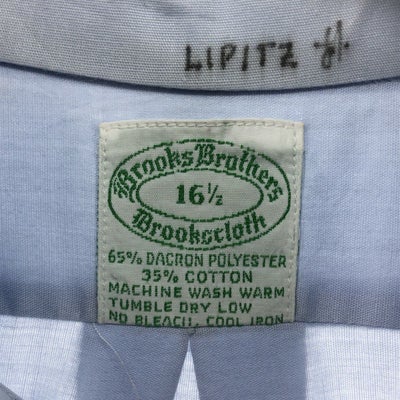 LIPITZ
Brooks Brothers
16½
Brookscloth
65% DACRON POLYESTER
35% COTTON
MACHINE WASH WARM
TUMBLE DRY LOW
NO BLEACH, COOL IRON